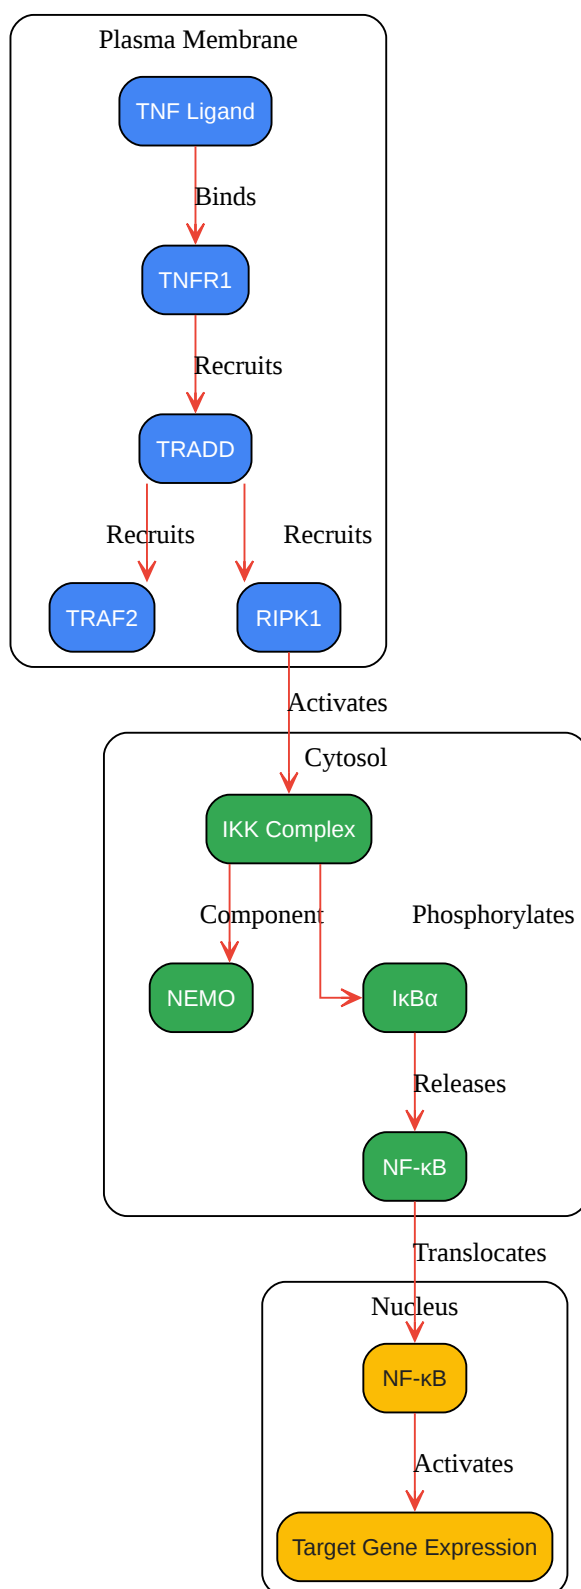 Plasma Membrane
TNF Ligand
Binds
TNFR1
Recruits
TRADD
Recruits
Recruits
TRAF2
RIPK1
Activates
Cytosol
IKK Complex
Component
Phosphorylates
NEMO
IκBα
Releases
NF-κB
Translocates
Nucleus
NF-κB
Activates
Target Gene Expression